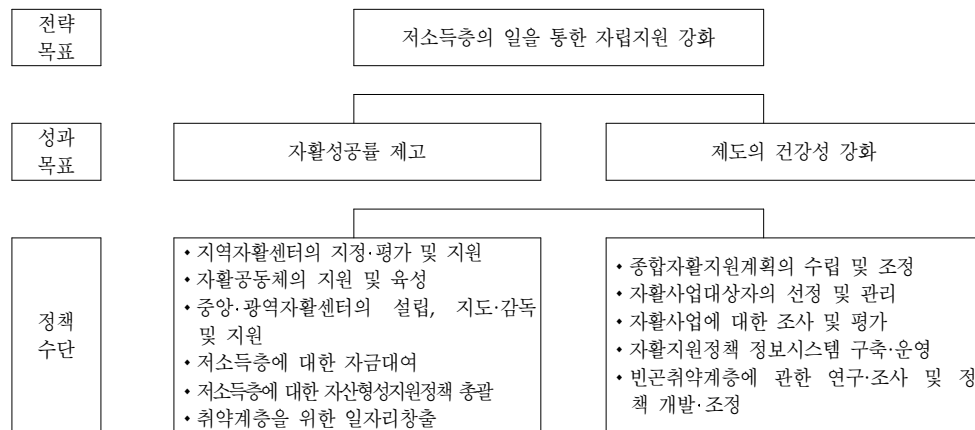 전략
목표
저소득층의 일을 통한 자립지원 강화
성과
목표
자활성공률 제고
제도의 건강성 강화
정책
수단
• 지역자활센터의 지정·평가 및 지원
• 자활공동체의 지원 및 육성
• 중앙·광역자활센터의 설립, 지도·감독
및 지원
• 저소득층에 대한 자금대여
• 저소득층에 대한 자산형성지원정책 총괄
• 취약계층을 위한 일자리창출
• 종합자활지원계획의 수립 및 조정
• 자활사업대상자의 선정 및 관리
• 자활사업에 대한 조사 및 평가
• 자활지원정책 정보시스템 구축·운영
• 빈곤취약계층에 관한 연구·조사 및 정
책 개발·조정